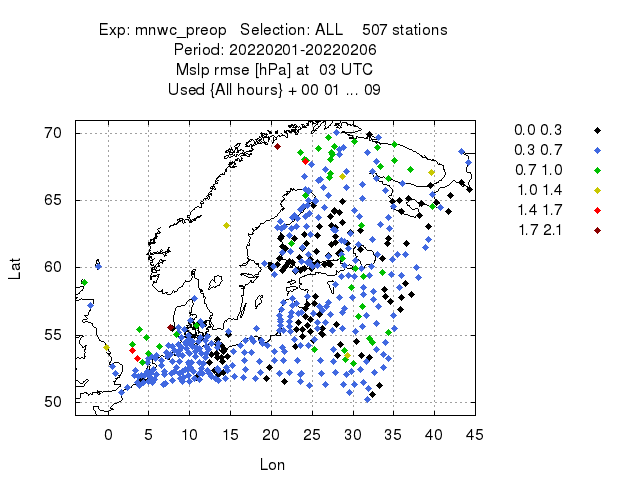 Exp: mnwc_preop   Selection: ALL    507 stations
Period: 20220201-20220206
Mslp rmse [hPa] at  03 UTC
Used {All hours} + 00 01 ... 09
0.0 0.3
0.3 0.7
0.7 1.0
1.0 1.4
1.4 1.7
1.7 2.1
70
65
60
55
50
Lat
0 5 10 15 20 25 30 35 40 45
Lon